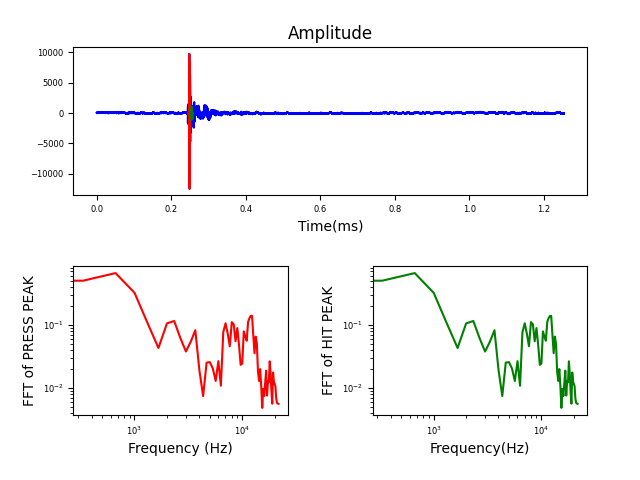 Amplitude
10000
5000
0
−5000
−10000
0.0 0.2 0.4 0.6 0.8 1.0 1.2
Time(ms)
FFT of PRESS PEAK
10⁻¹
10⁻²
10³ 10⁴
Frequency (Hz)
FFT of HIT PEAK
10⁻¹
10⁻²
10³ 10⁴
Frequency(Hz)